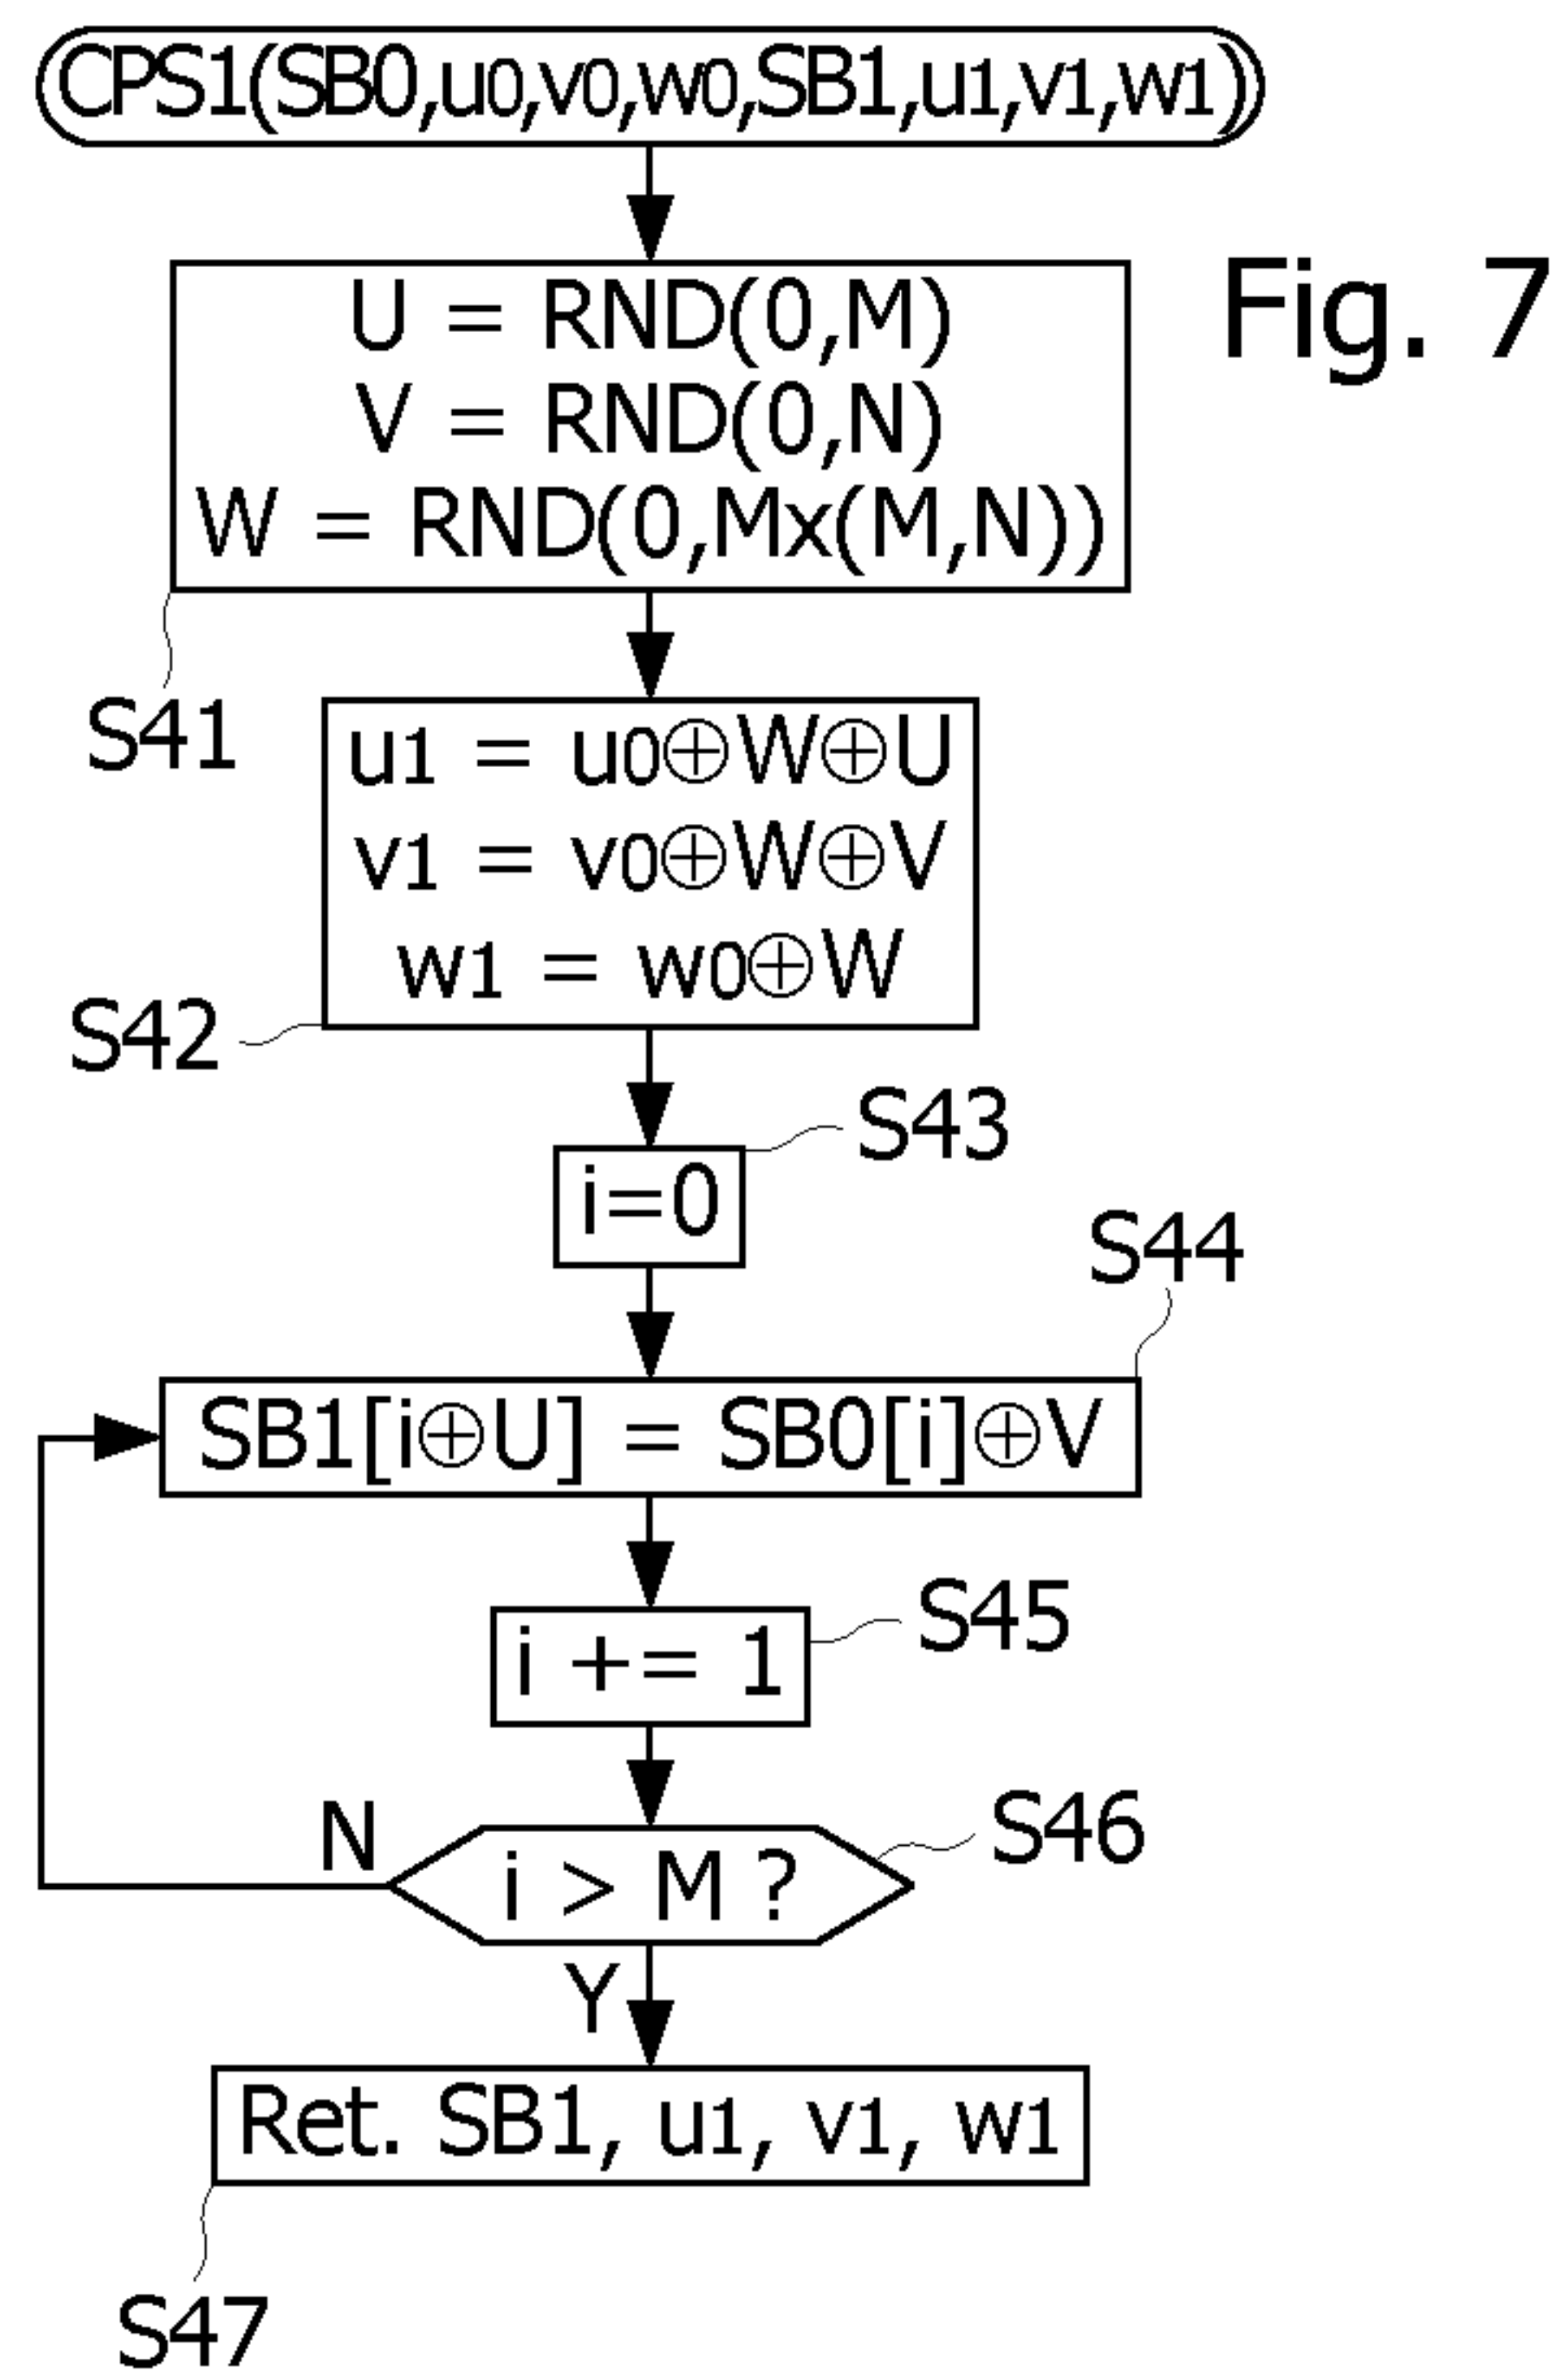 CPS1(SB0,u0,v0,w0,SB1,u1,v1,w1)
Fig. 7
U = RND(0,M)
V = RND(0,N)
W = RND(0,Mx(M,N))
S41
u1 = u0⊕W⊕U
v1 = v0⊕W⊕V
w1 = w0⊕W
S42
S43
i=0
S44
SB1[i⊕U] = SB0[i]⊕V
S45
i += 1
S46
N
i > M ?
Y
Ret. SB1, u1, v1, w1
S47